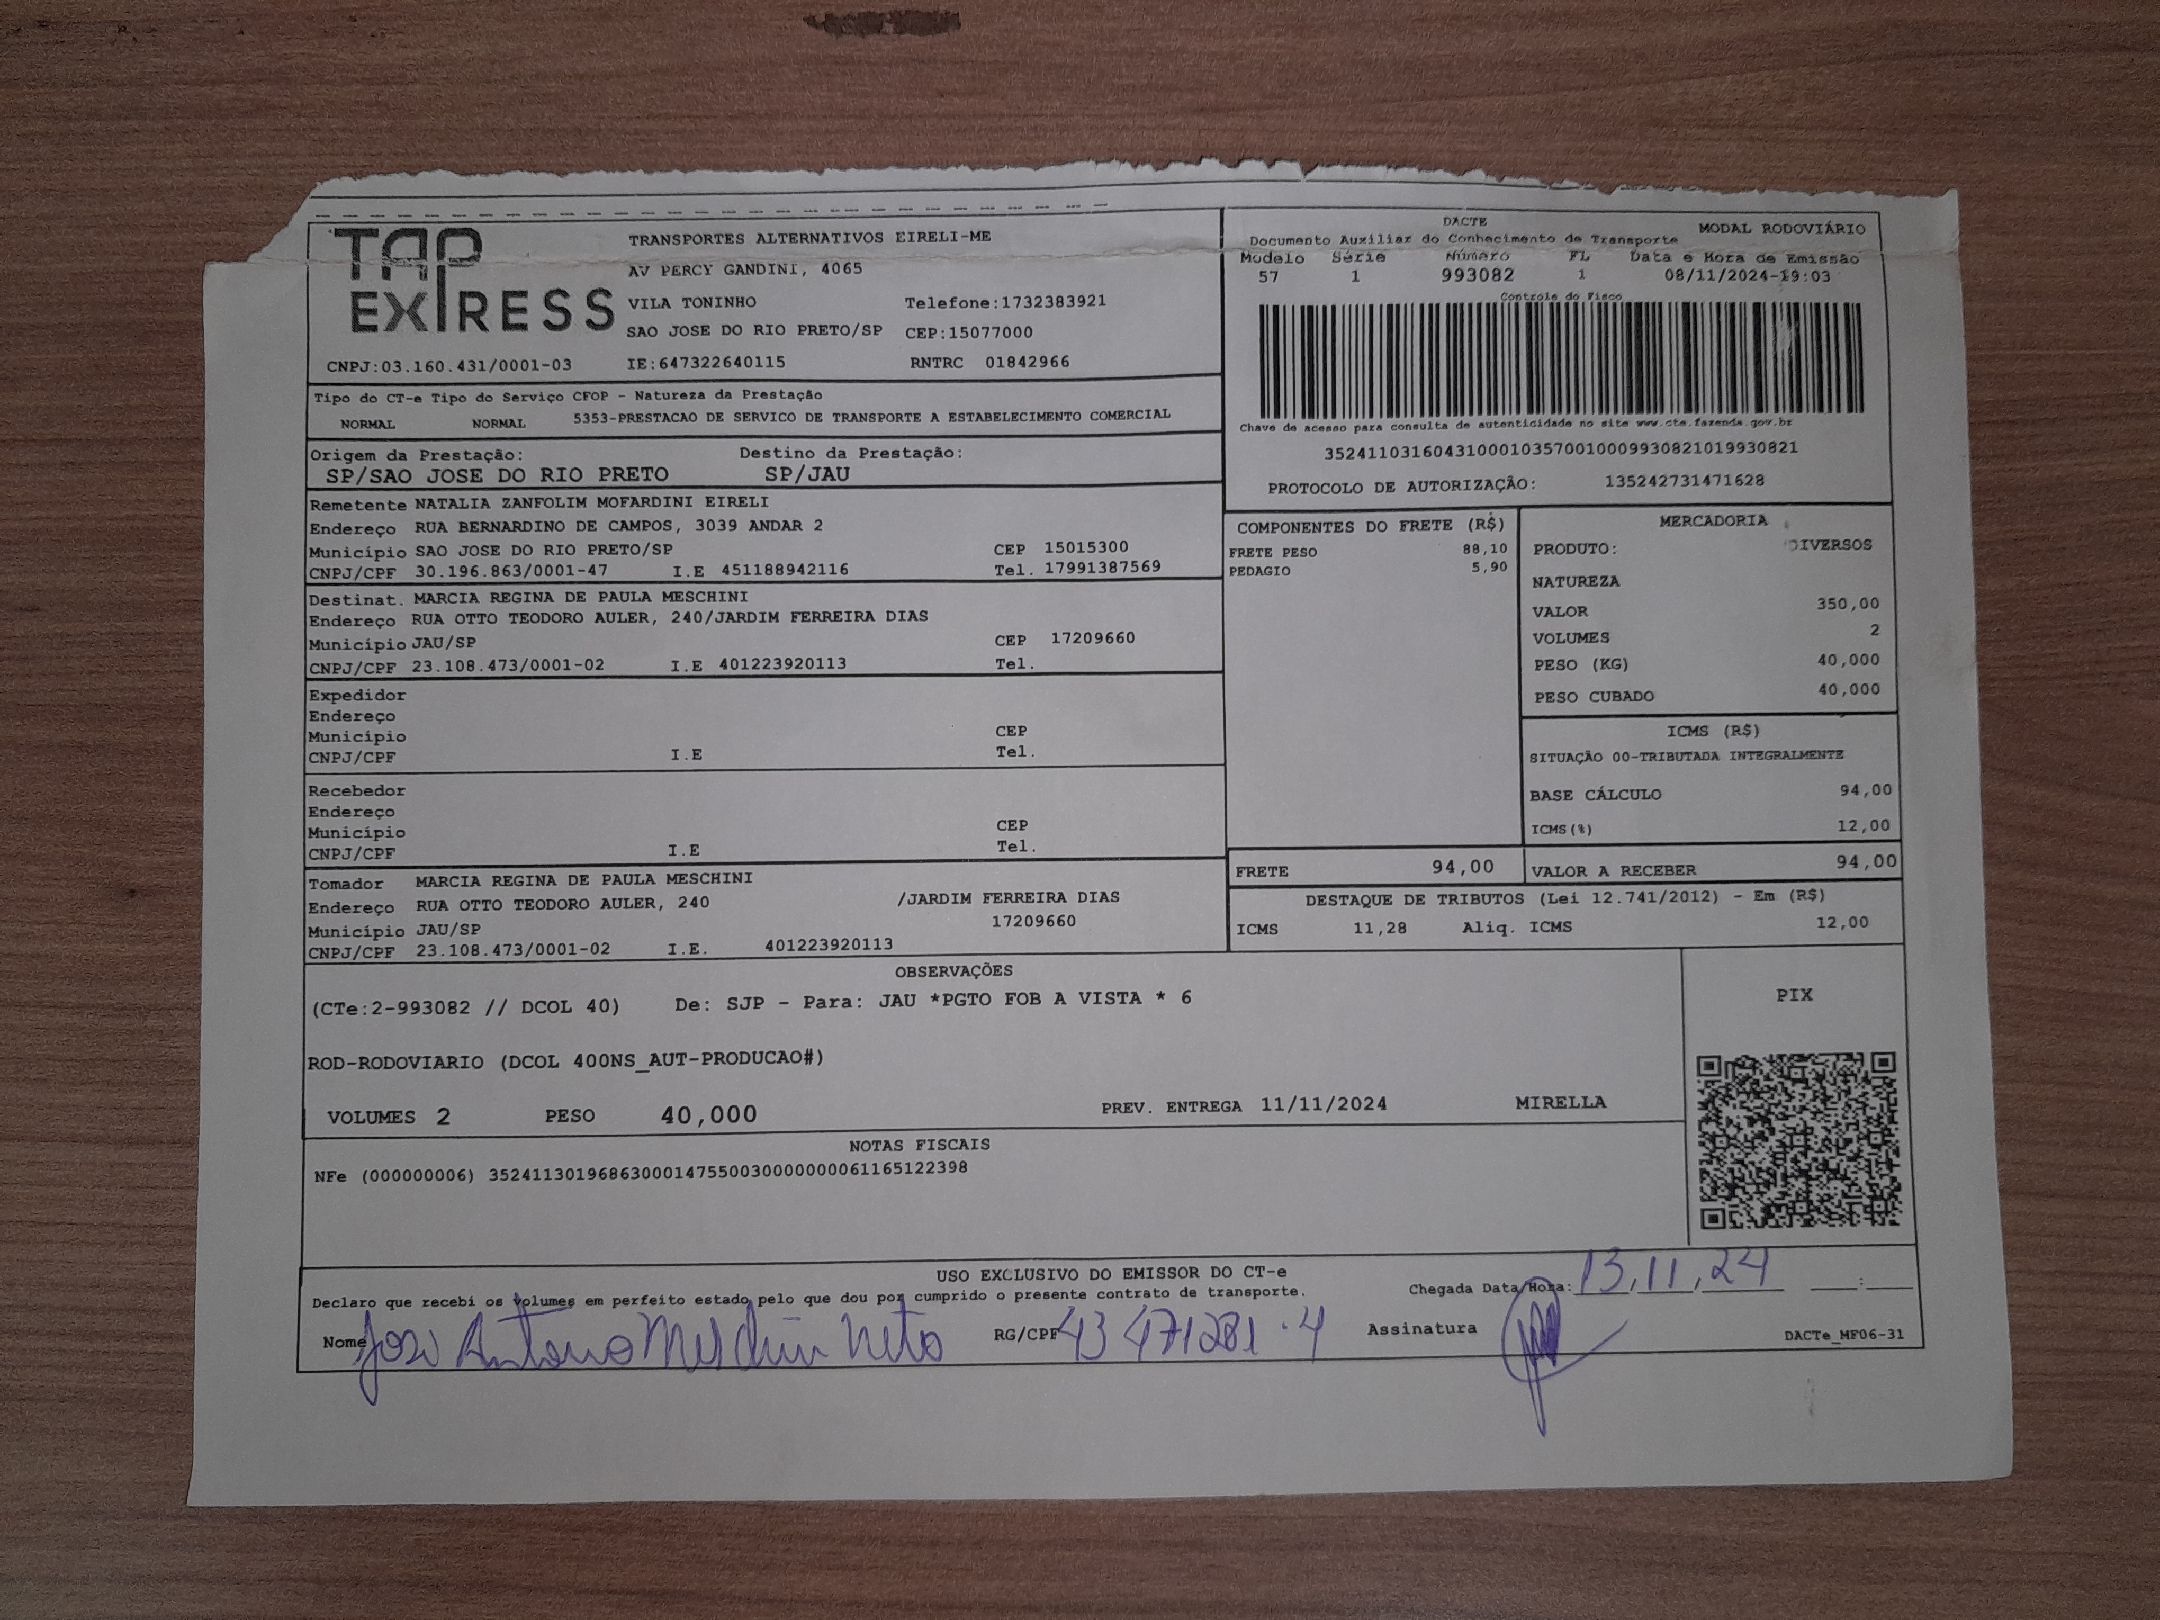 TAP EXPRESS
TRANSPORTES ALTERNATIVOS EIRELI-ME
AV PERCY GANDINI, 4065
VILA TONINHO Telefone:1732383921
SAO JOSE DO RIO PRETO/SP CEP:15077000
CNPJ:03.160.431/0001-03 IE:647322640115 RNTRC 01842966
DACTE MODAL RODOVIÁRIO
Documento Auxiliar do Conhecimento de Transporte
Modelo Série Número FL Data e Hora de Emissão
57 1 993082 1 08/11/2024-19:03
Controle do Fisco
Chave de acesso para consulta de autenticidade no site www.cte.fazenda.gov.br
35241103160431000103570010009930821019930821
PROTOCOLO DE AUTORIZAÇÃO: 135242731471628
Tipo do CT-e Tipo do Serviço CFOP - Natureza da Prestação
NORMAL NORMAL 5353-PRESTACAO DE SERVICO DE TRANSPORTE A ESTABELECIMENTO COMERCIAL
Origem da Prestação: Destino da Prestação:
SP/SAO JOSE DO RIO PRETO SP/JAU
Remetente NATALIA ZANFOLIM MOFARDINI EIRELI
Endereço RUA BERNARDINO DE CAMPOS, 3039 ANDAR 2
Município SAO JOSE DO RIO PRETO/SP CEP 15015300
CNPJ/CPF 30.196.863/0001-47 I.E 451188942116 Tel. 17991387569
Destinat. MARCIA REGINA DE PAULA MESCHINI
Endereço RUA OTTO TEODORO AULER, 240/JARDIM FERREIRA DIAS
Município JAU/SP CEP 17209660
CNPJ/CPF 23.108.473/0001-02 I.E 401223920113 Tel.
Expedidor
Endereço
Município CEP
CNPJ/CPF I.E Tel.
Recebedor
Endereço
Município CEP
CNPJ/CPF I.E Tel.
Tomador MARCIA REGINA DE PAULA MESCHINI
Endereço RUA OTTO TEODORO AULER, 240 /JARDIM FERREIRA DIAS
Município JAU/SP 17209660
CNPJ/CPF 23.108.473/0001-02 I.E. 401223920113
COMPONENTES DO FRETE (R$)
FRETE PESO 88,10
PEDAGIO 5,90
MERCADORIA
PRODUTO: DIVERSOS
NATUREZA
VALOR 350,00
VOLUMES 2
PESO (KG) 40,000
PESO CUBADO 40,000
ICMS (R$)
SITUAÇÃO 00-TRIBUTADA INTEGRALMENTE
BASE CÁLCULO 94,00
ICMS(%) 12,00
FRETE 94,00 VALOR A RECEBER 94,00
DESTAQUE DE TRIBUTOS (Lei 12.741/2012) - Em (R$)
ICMS 11,28 Aliq. ICMS 12,00
OBSERVAÇÕES
(CTe:2-993082 // DCOL 40) De: SJP - Para: JAU *PGTO FOB A VISTA * 6
ROD-RODOVIARIO (DCOL 400NS_AUT-PRODUCAO#)
VOLUMES 2 PESO 40,000 PREV. ENTREGA 11/11/2024 MIRELLA
PIX
NOTAS FISCAIS
NFe (000000006) 35241130196863000147550030000000061165122398
USO EXCLUSIVO DO EMISSOR DO CT-e
Chegada Data/Hora: 13,11,24 :
Declaro que recebi os volumes em perfeito estado pelo que dou por cumprido o presente contrato de transporte.
Nome José Antonio Neto RG/CPF 43 471281-4 Assinatura
DACTe_MF06-31